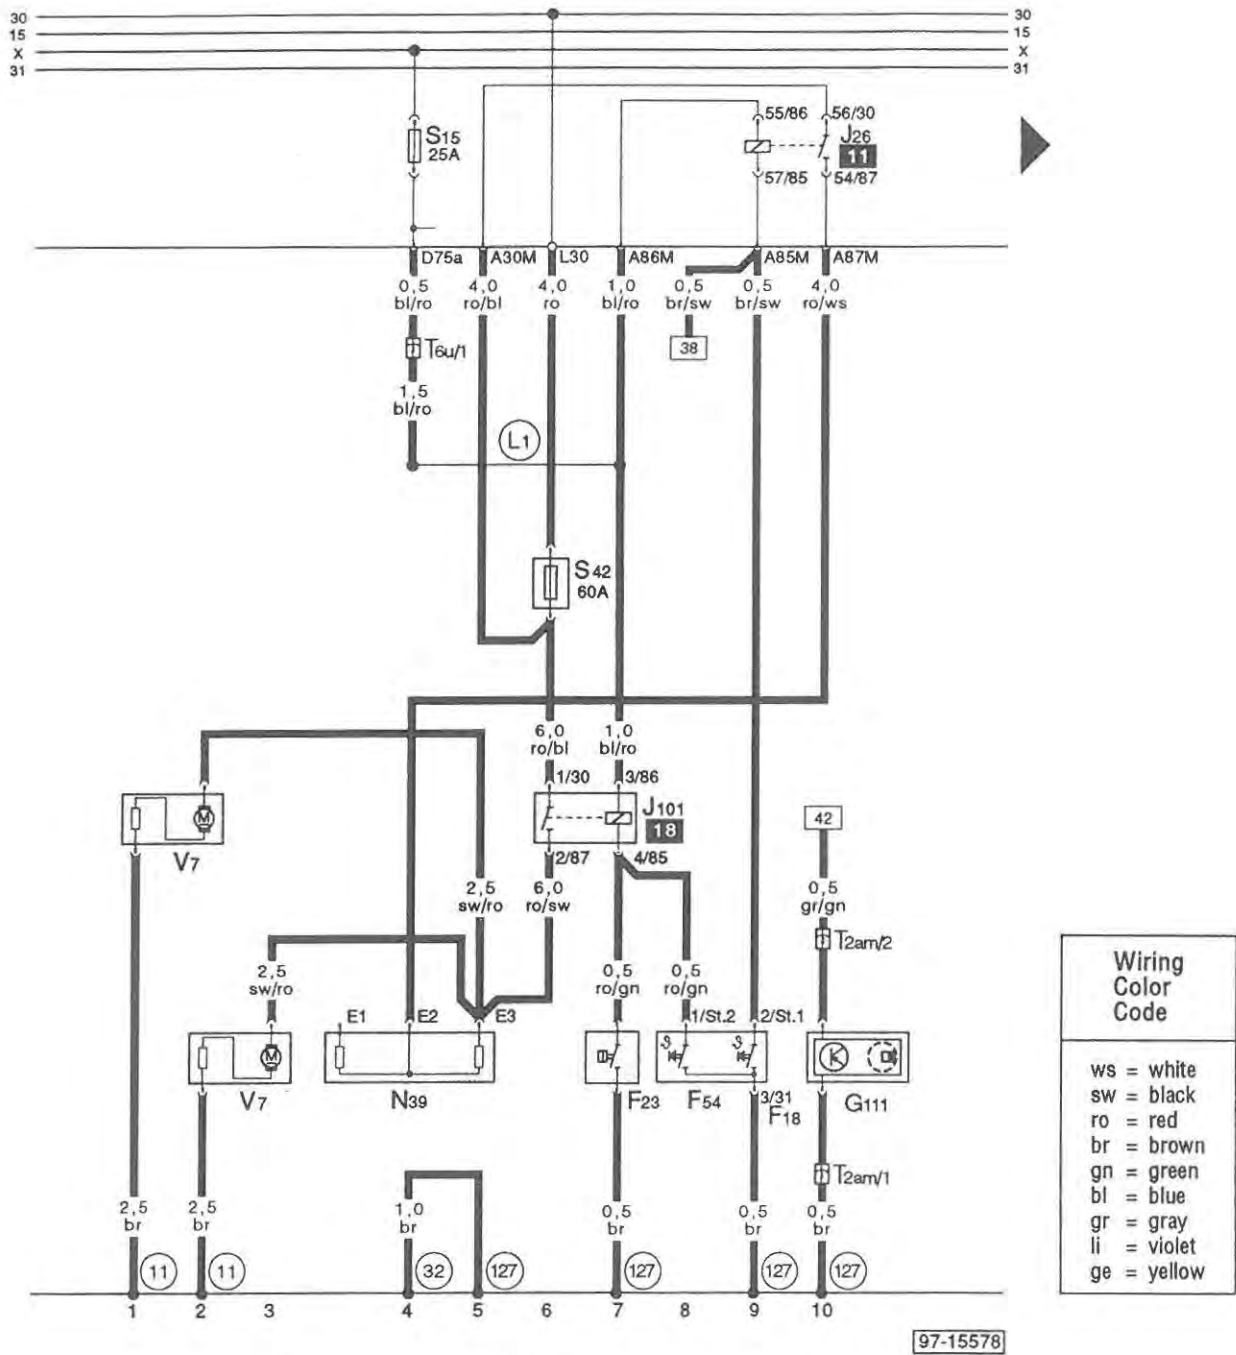 30 30
15 15
X X
31 31
S15
25A
55/86 56/30
J26
11
57/85 54/87
D75a A30M L30 A86M A85M A87M
0,5 4,0 4,0 1,0 0,5 0,5 4,0
bl/ro ro/bl ro bl/ro br/sw br/sw ro/ws
T6u/1
38
1,5
bl/ro
L1
S42
60A
6,0 1,0
ro/bl bl/ro
1/30 3/86
J101
18
42
V7
2/87 4/85
2,5 6,0 0,5
sw/ro ro/sw gr/gn
T2am/2
2,5 0,5 0,5
sw/ro ro/gn ro/gn
E1 E2 E3 1/St.2 2/St.1
M
M
V7 N39 F23 F54 3/31 F18 G111
T2am/1
2,5 2,5 1,0 0,5 0,5 0,5
br br br br br br
11 11 32 127 127 127 127
1 2 3 4 5 6 7 8 9 10
97-15578
Wiring
Color
Code
ws = white
sw = black
ro = red
br = brown
gn = green
bl = blue
gr = gray
li = violet
ge = yellow